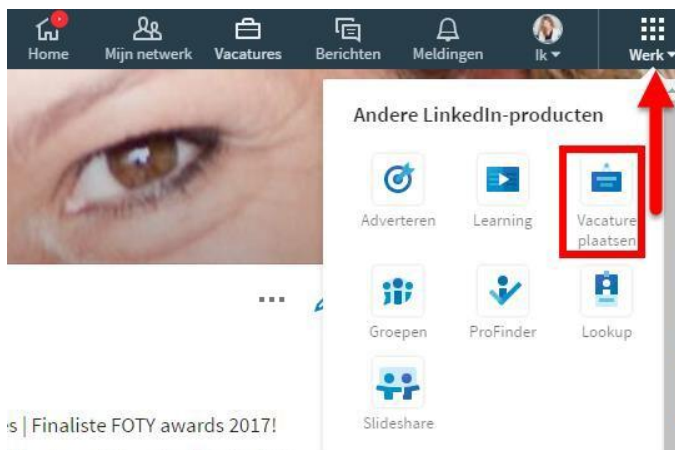 Home Mijn netwerk Vacatures Berichten Meldingen Ik Werk
Andere LinkedIn-producten
Adverteren Learning Vacature
plaatsen
Groepen ProFinder Lookup
Slideshare
| Finaliste FOTY awards 2017!